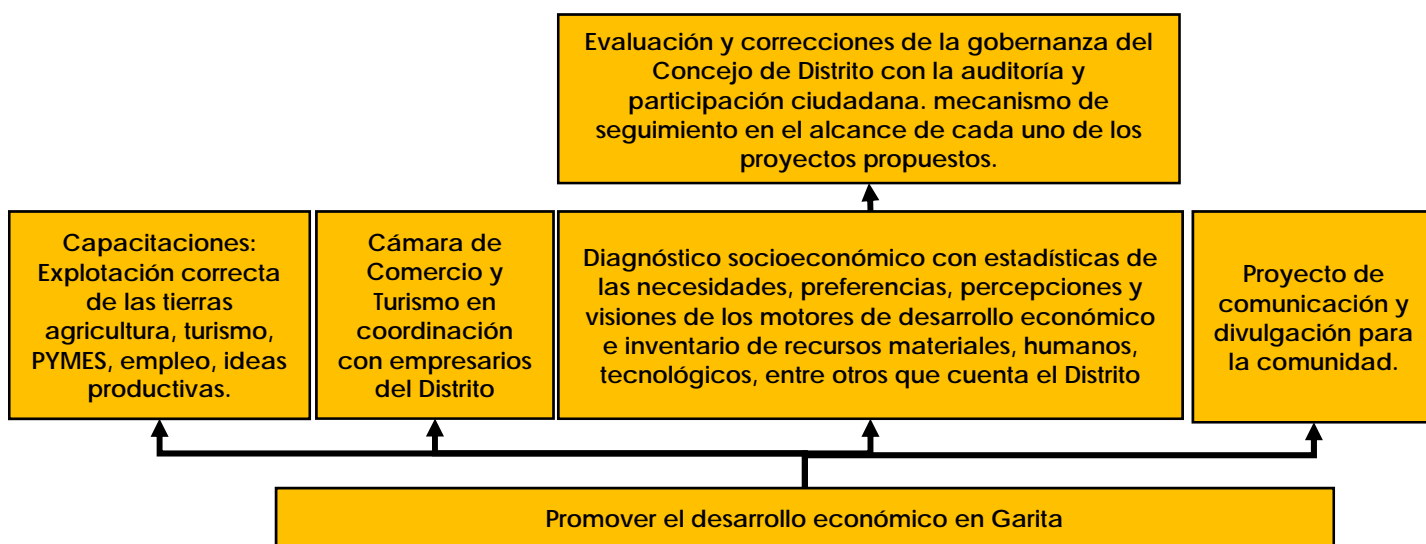 Evaluación y correcciones de la gobernanza del
Concejo de Distrito con la auditoría y
participación ciudadana. mecanismo de
seguimiento en el alcance de cada uno de los
proyectos propuestos.
Capacitaciones:
Explotación correcta
de las tierras
agricultura, turismo,
PYMES, empleo, ideas
productivas.
Cámara de
Comercio y
Turismo en
coordinación
con empresarios
del Distrito
Diagnóstico socioeconómico con estadísticas de
las necesidades, preferencias, percepciones y
visiones de los motores de desarrollo económico
e inventario de recursos materiales, humanos,
tecnológicos, entre otros que cuenta el Distrito
Proyecto de
comunicación y
divulgación para
la comunidad.
Promover el desarrollo económico en Garita